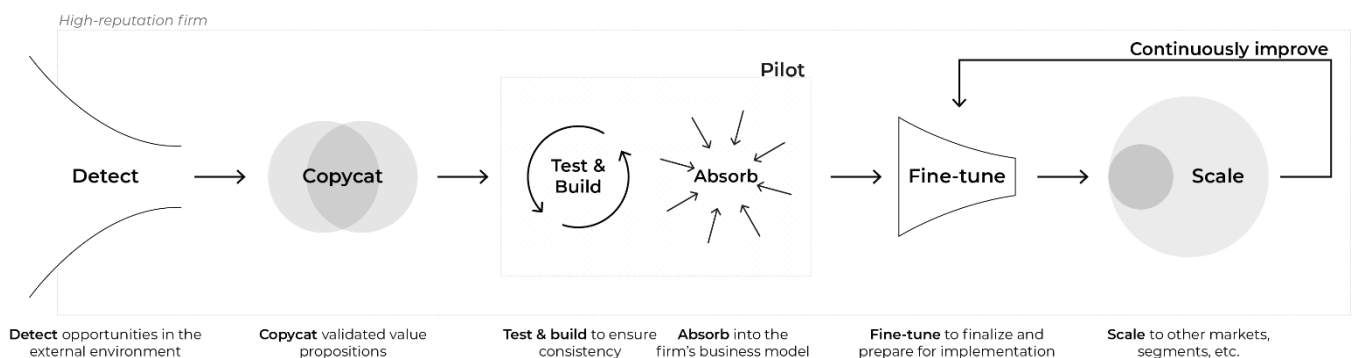 High-reputation firm
Continuously improve
Pilot
Detect
Copycat
Test &
Build
Absorb
Fine-tune
Scale
Detect opportunities in the
external environment
Copycat validated value
propositions
Test & build to ensure
consistency
Absorb into the
firm's business model
Fine-tune to finalize and
prepare for implementation
Scale to other markets,
segments, etc.